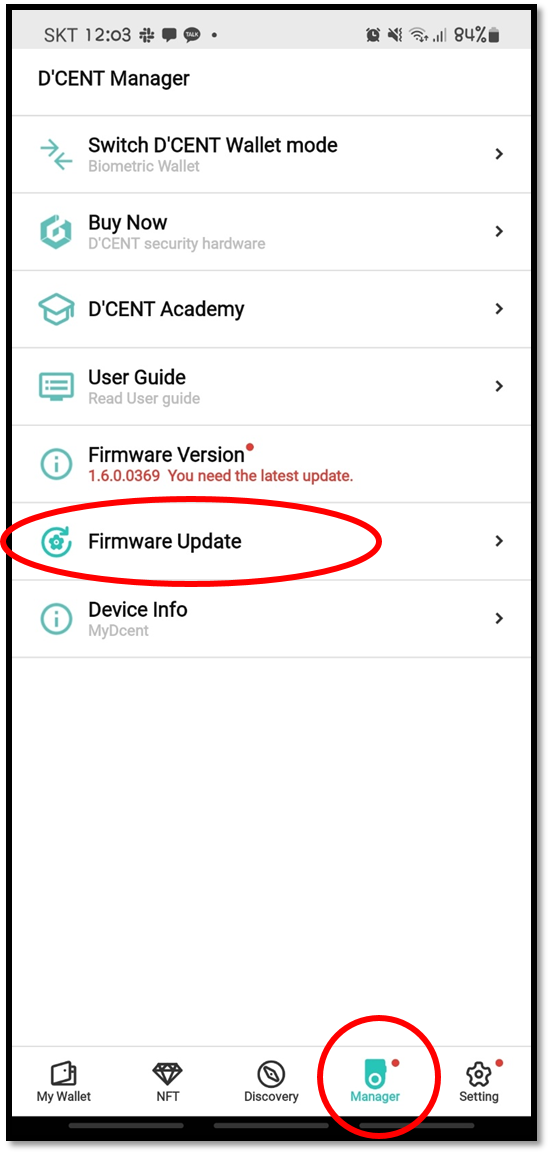 SKT 12:03 TALK 84%
D'CENT Manager
Switch D'CENT Wallet mode
Biometric Wallet
Buy Now
D'CENT security hardware
D'CENT Academy
User Guide
Read User guide
Firmware Version
1.6.0.0369 You need the latest update.
Firmware Update
Device Info
MyDcent
My Wallet NFT Discovery Manager Setting